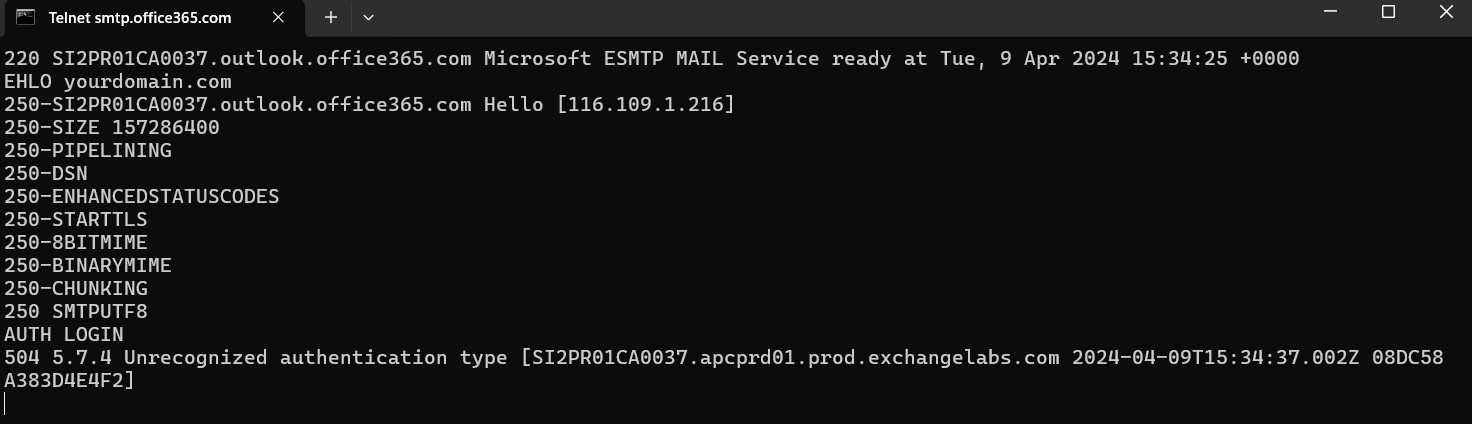 Telnet smtp.office365.com
220 SI2PR01CA0037.outlook.office365.com Microsoft ESMTP MAIL Service ready at Tue, 9 Apr 2024 15:34:25 +0000
EHLO yourdomain.com
250-SI2PR01CA0037.outlook.office365.com Hello [116.109.1.216]
250-SIZE 157286400
250-PIPELINING
250-DSN
250-ENHANCEDSTATUSCODES
250-STARTTLS
250-8BITMIME
250-BINARYMIME
250-CHUNKING
250 SMTPUTF8
AUTH LOGIN
504 5.7.4 Unrecognized authentication type [SI2PR01CA0037.apcprd01.prod.exchangelabs.com 2024-04-09T15:34:37.002Z 08DC58
A383D4E4F2]